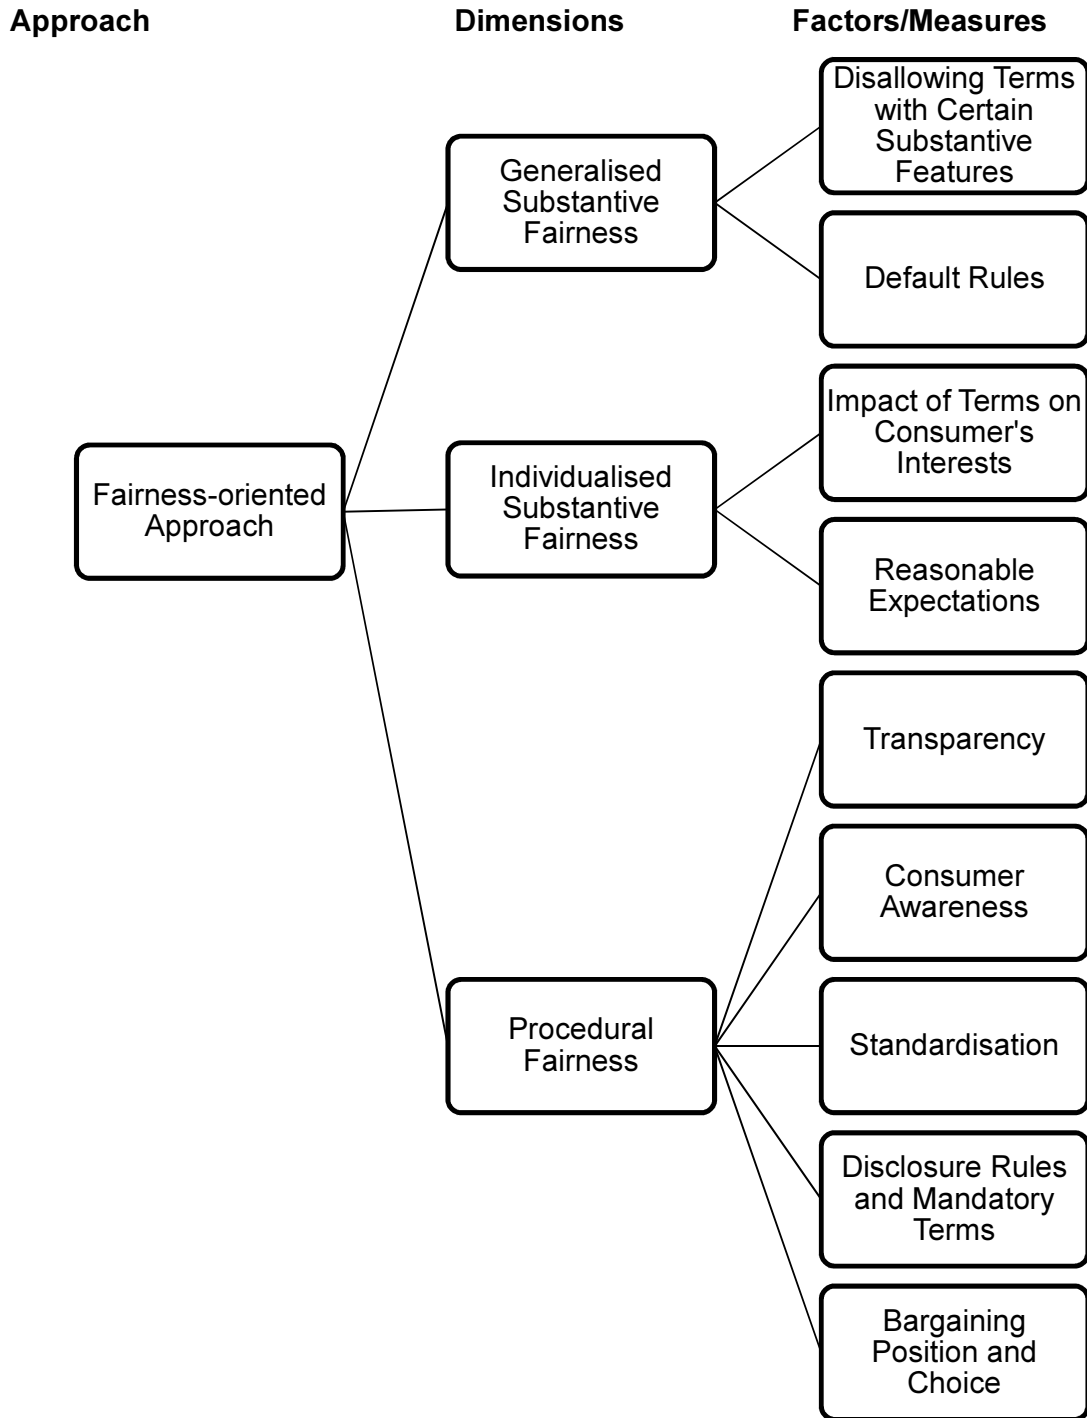 Approach Dimensions Factors/Measures
Fairness-oriented
Approach
Generalised
Substantive
Fairness
Disallowing Terms
with Certain
Substantive
Features
Default Rules
Individualised
Substantive
Fairness
Impact of Terms on
Consumer's
Interests
Reasonable
Expectations
Procedural
Fairness
Transparency
Consumer
Awareness
Standardisation
Disclosure Rules
and Mandatory
Terms
Bargaining
Position and
Choice